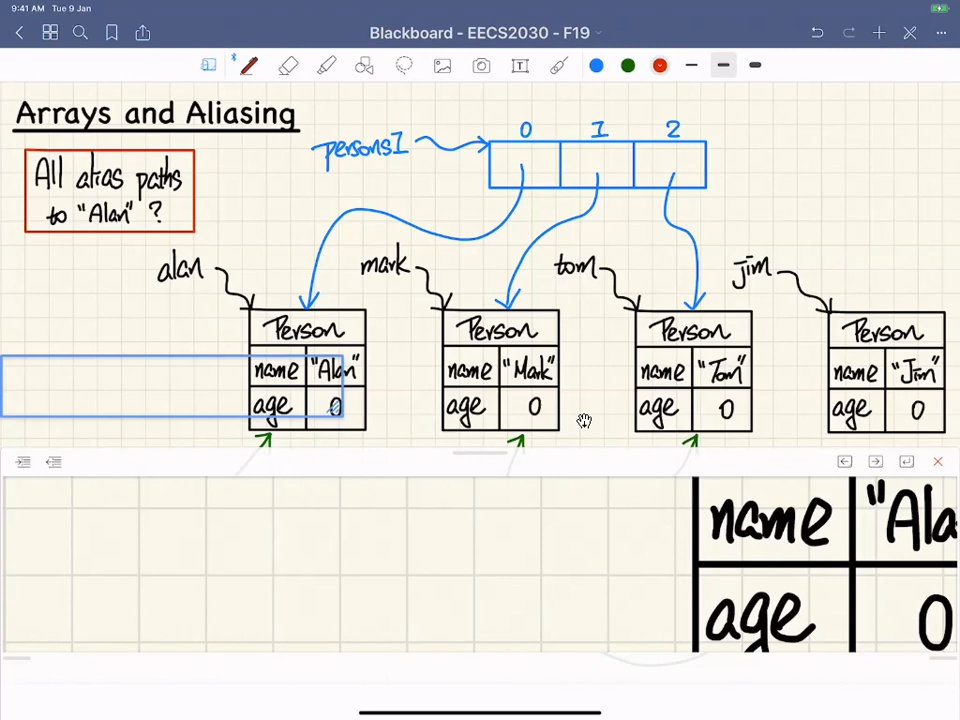 9:41 AM Tue 9 Jan
Blackboard - EECS2030 - F19
Arrays and Aliasing
All alias paths
to "Alan" ?
persons1
0 1 2
alan
mark
tom
jim
Person
name "Alan"
age 0
Person
name "Mark"
age 0
Person
name "Tom"
age 0
Person
name "Jim"
age 0
name "Ala
age 0